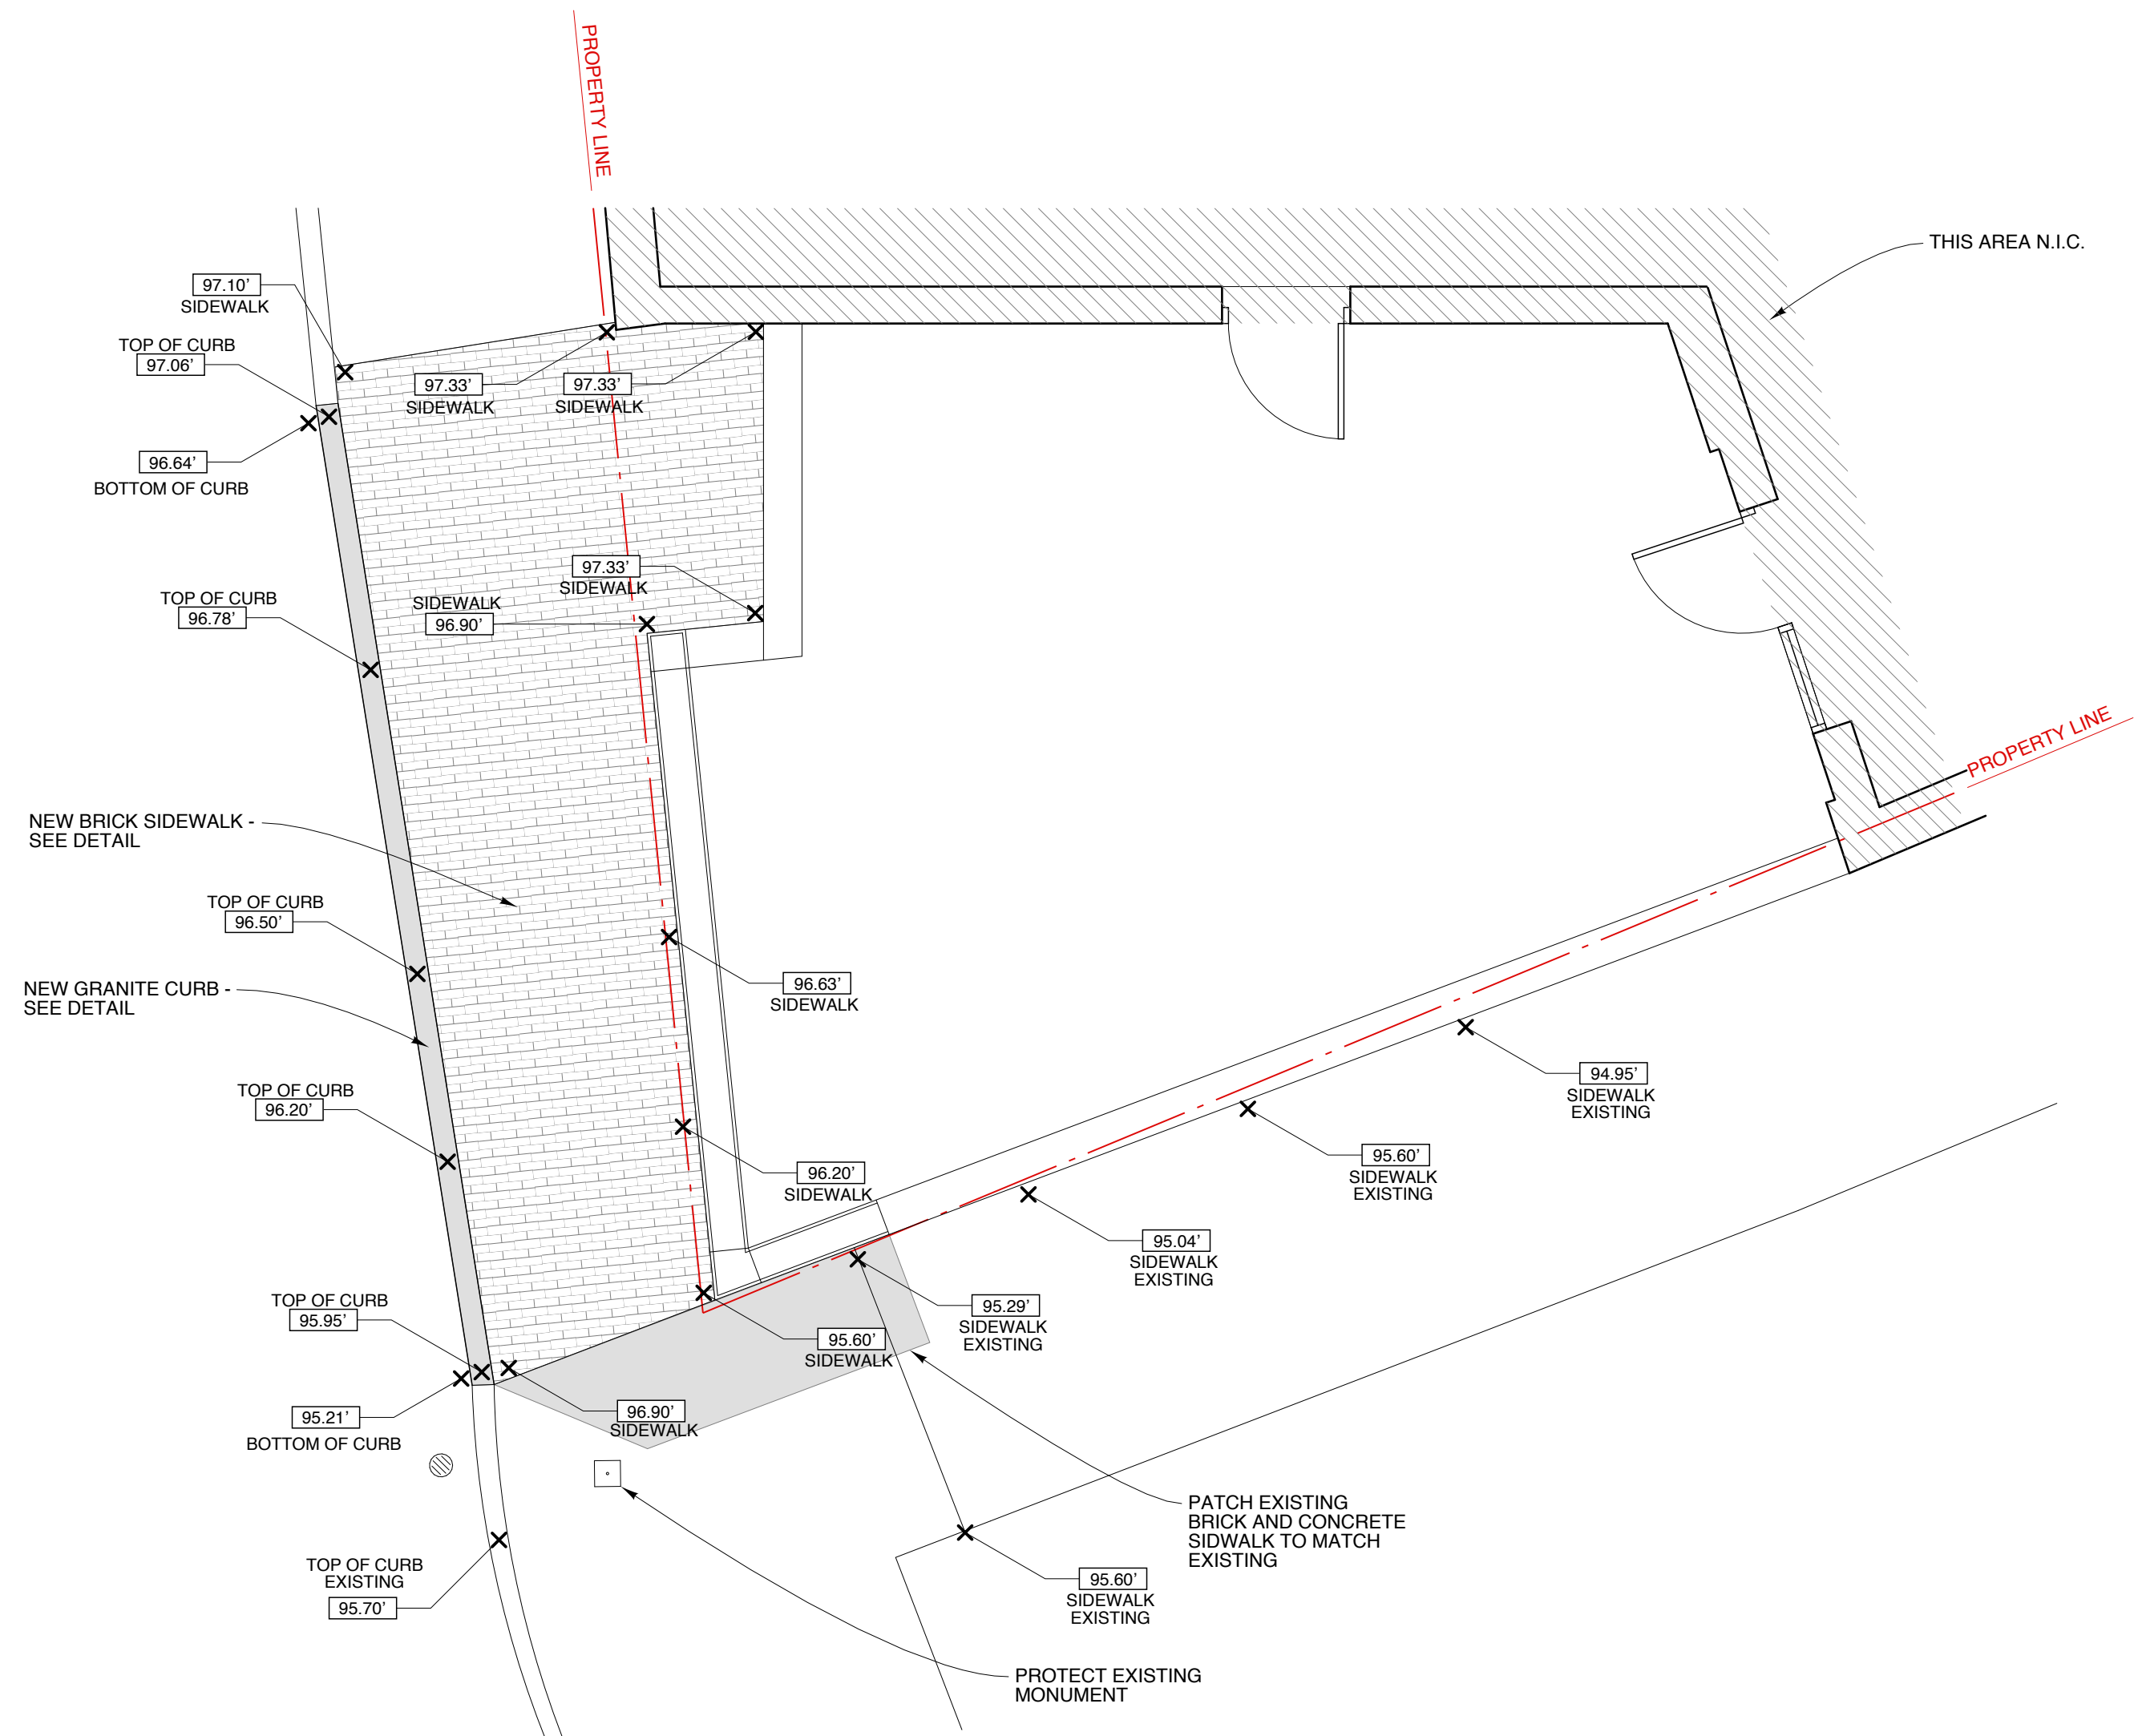 PROPERTY LINE
THIS AREA N.I.C.
97.10’
SIDEWALK
TOP OF CURB
97.06’
97.33’
SIDEWALK
97.33’
SIDEWALK
96.64’
BOTTOM OF CURB
97.33’
SIDEWALK
TOP OF CURB
96.78’
SIDEWALK
96.90’
PROPERTY LINE
NEW BRICK SIDEWALK -
SEE DETAIL
TOP OF CURB
96.50’
96.63’
SIDEWALK
NEW GRANITE CURB -
SEE DETAIL
94.95’
SIDEWALK
EXISTING
TOP OF CURB
96.20’
95.60’
SIDEWALK
EXISTING
96.20’
SIDEWALK
95.04’
SIDEWALK
EXISTING
TOP OF CURB
95.95’
95.29’
SIDEWALK
EXISTING
95.60’
SIDEWALK
95.21’
BOTTOM OF CURB
96.90’
SIDEWALK
PATCH EXISTING
BRICK AND CONCRETE
SIDWALK TO MATCH
EXISTING
TOP OF CURB
EXISTING
95.70’
95.60’
SIDEWALK
EXISTING
PROTECT EXISTING
MONUMENT